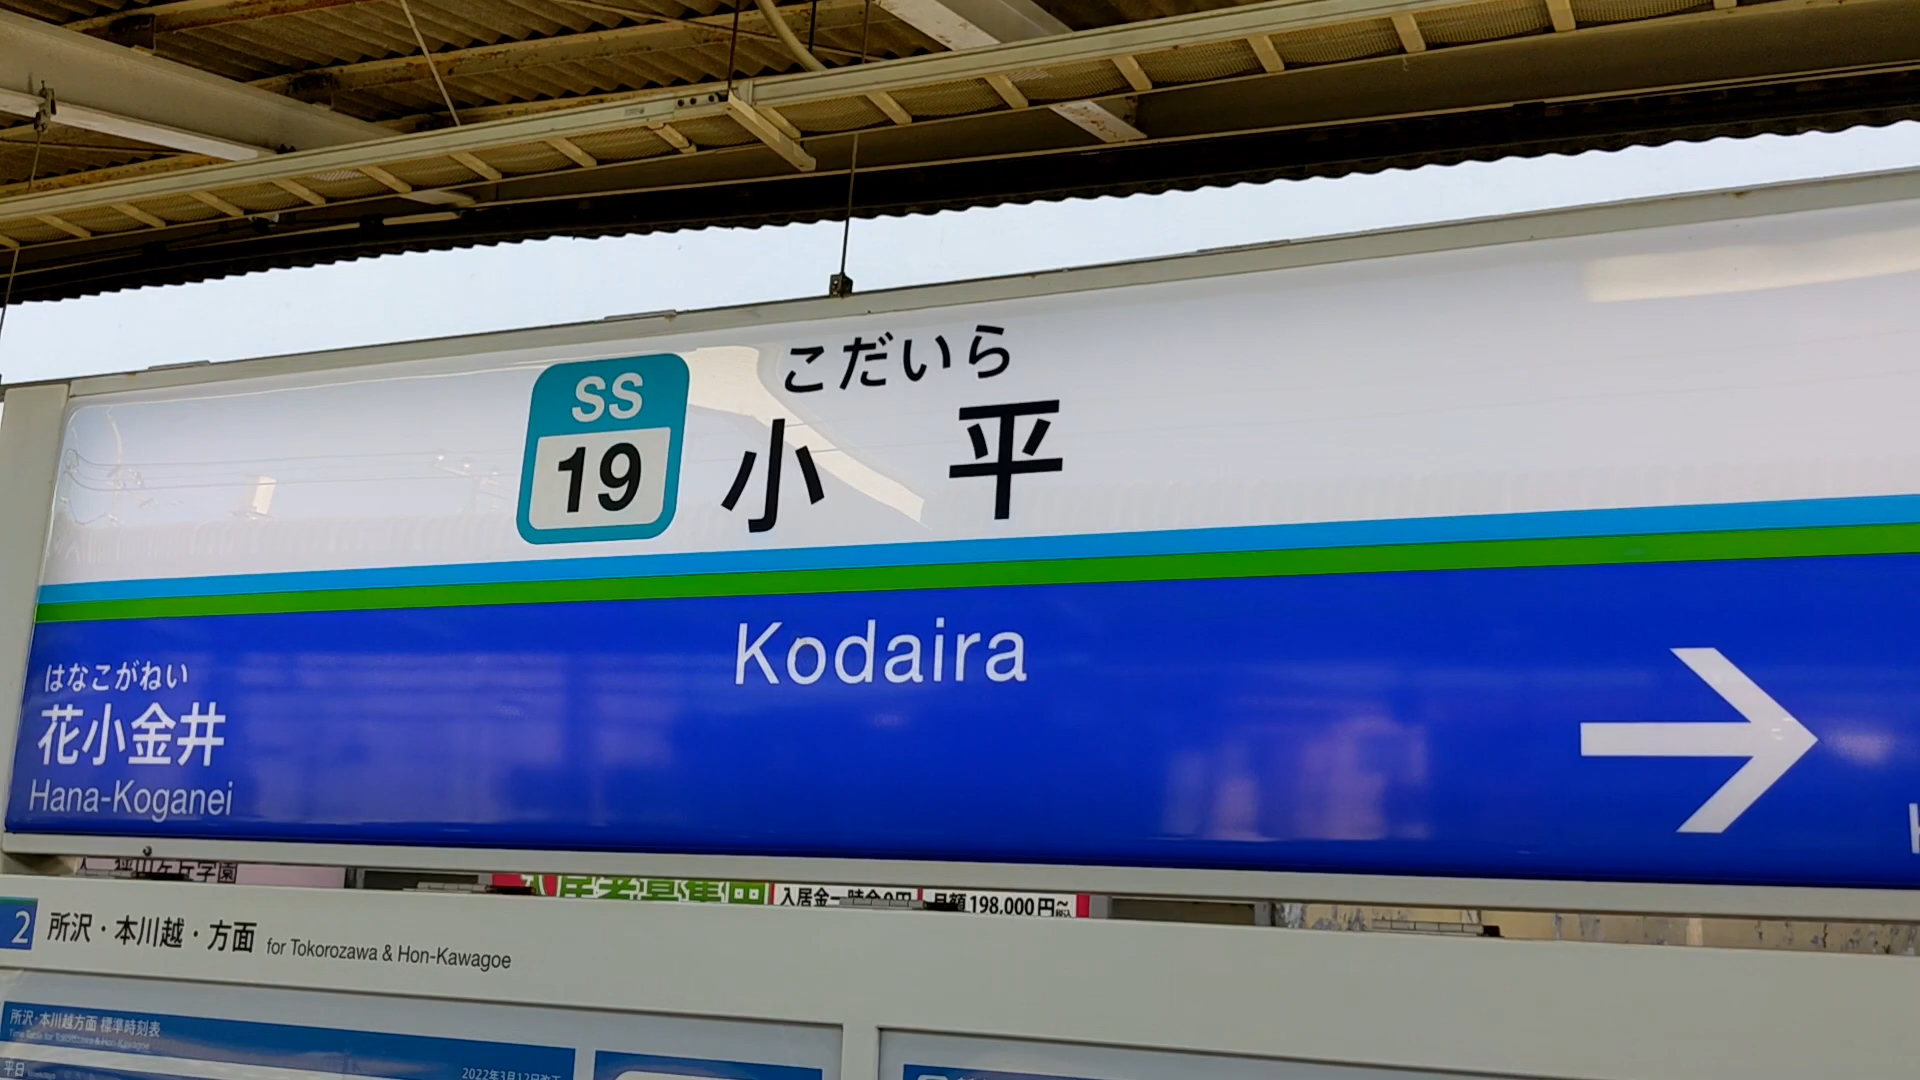 こだいら
SS
19
小平
Kodaira
はなこがねい
花小金井
Hana-Koganei
入居金一時金0円 月額198,000円~
2 所沢・本川越・方面 for Tokorozawa & Hon-Kawagoe
所沢・本川越方面 標準時刻表
平日
2022年3月12日改正